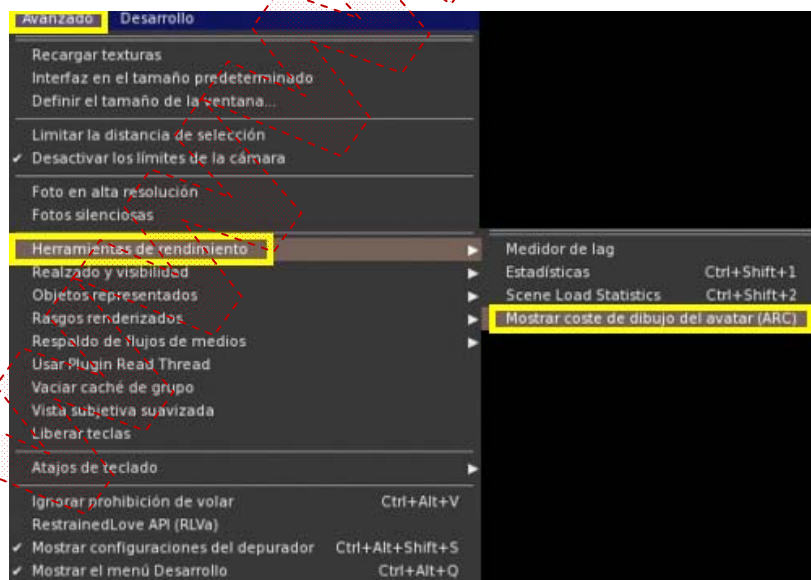 Avanzado Desarrollo
Recargar texturas
Interfaz en el tamaño predeterminado
Definir el tamaño de la ventana...
Limitar la distancia de selección
✔ Desactivar los límites de la cámara
Foto en alta resolución
Fotos silenciosas
Herramientas de rendimiento ▶
Realzado y visibilidad ▶
Objetos representados ▶
Rasgos renderizados ▶
Respaldo de flujos de medios ▶
Usar Plugin Read Thread
Vaciar caché de grupo
Vista subjetiva suavizada
Liberar teclas
Atajos de teclado ▶
Ignorar prohibición de volar Ctrl+Alt+V
RestrainedLove API (RLVa)
✔ Mostrar configuraciones del depurador Ctrl+Alt+Shift+S
✔ Mostrar el menú Desarrollo Ctrl+Alt+Q
Medidor de lag
Estadísticas Ctrl+Shift+1
Scene Load Statistics Ctrl+Shift+2
Mostrar coste de dibujo del avatar (ARC)